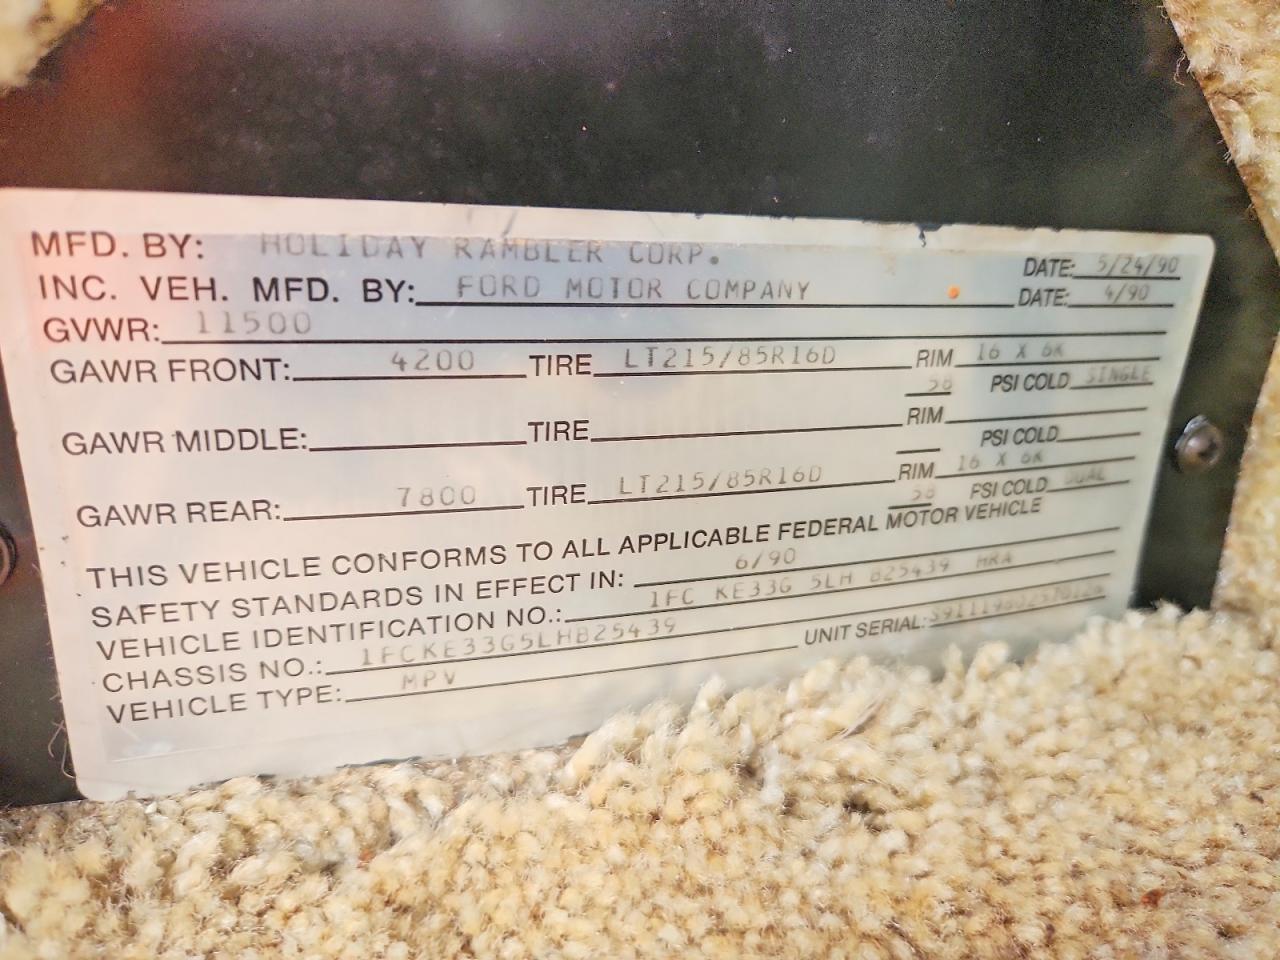 MFD. BY: HOLIDAY RAMBLER CORP. DATE: 5/24/90
INC. VEH. MFD. BY: FORD MOTOR COMPANY DATE: 4/90
GVWR: 11500
GAWR FRONT: 4200 TIRE LT215/85R16D RIM 16 X 6K
58 PSI COLD SINGLE
GAWR MIDDLE: TIRE RIM
PSI COLD
GAWR REAR: 7800 TIRE LT215/85R16D RIM 16 X 6K
58 PSI COLD DUAL
THIS VEHICLE CONFORMS TO ALL APPLICABLE FEDERAL MOTOR VEHICLE
SAFETY STANDARDS IN EFFECT IN: 6/90
VEHICLE IDENTIFICATION NO.: 1FC KE33G 5LH B25439 HRA
CHASSIS NO.: 1FCKE33G5LHB25439 UNIT SERIAL:
VEHICLE TYPE: MPV